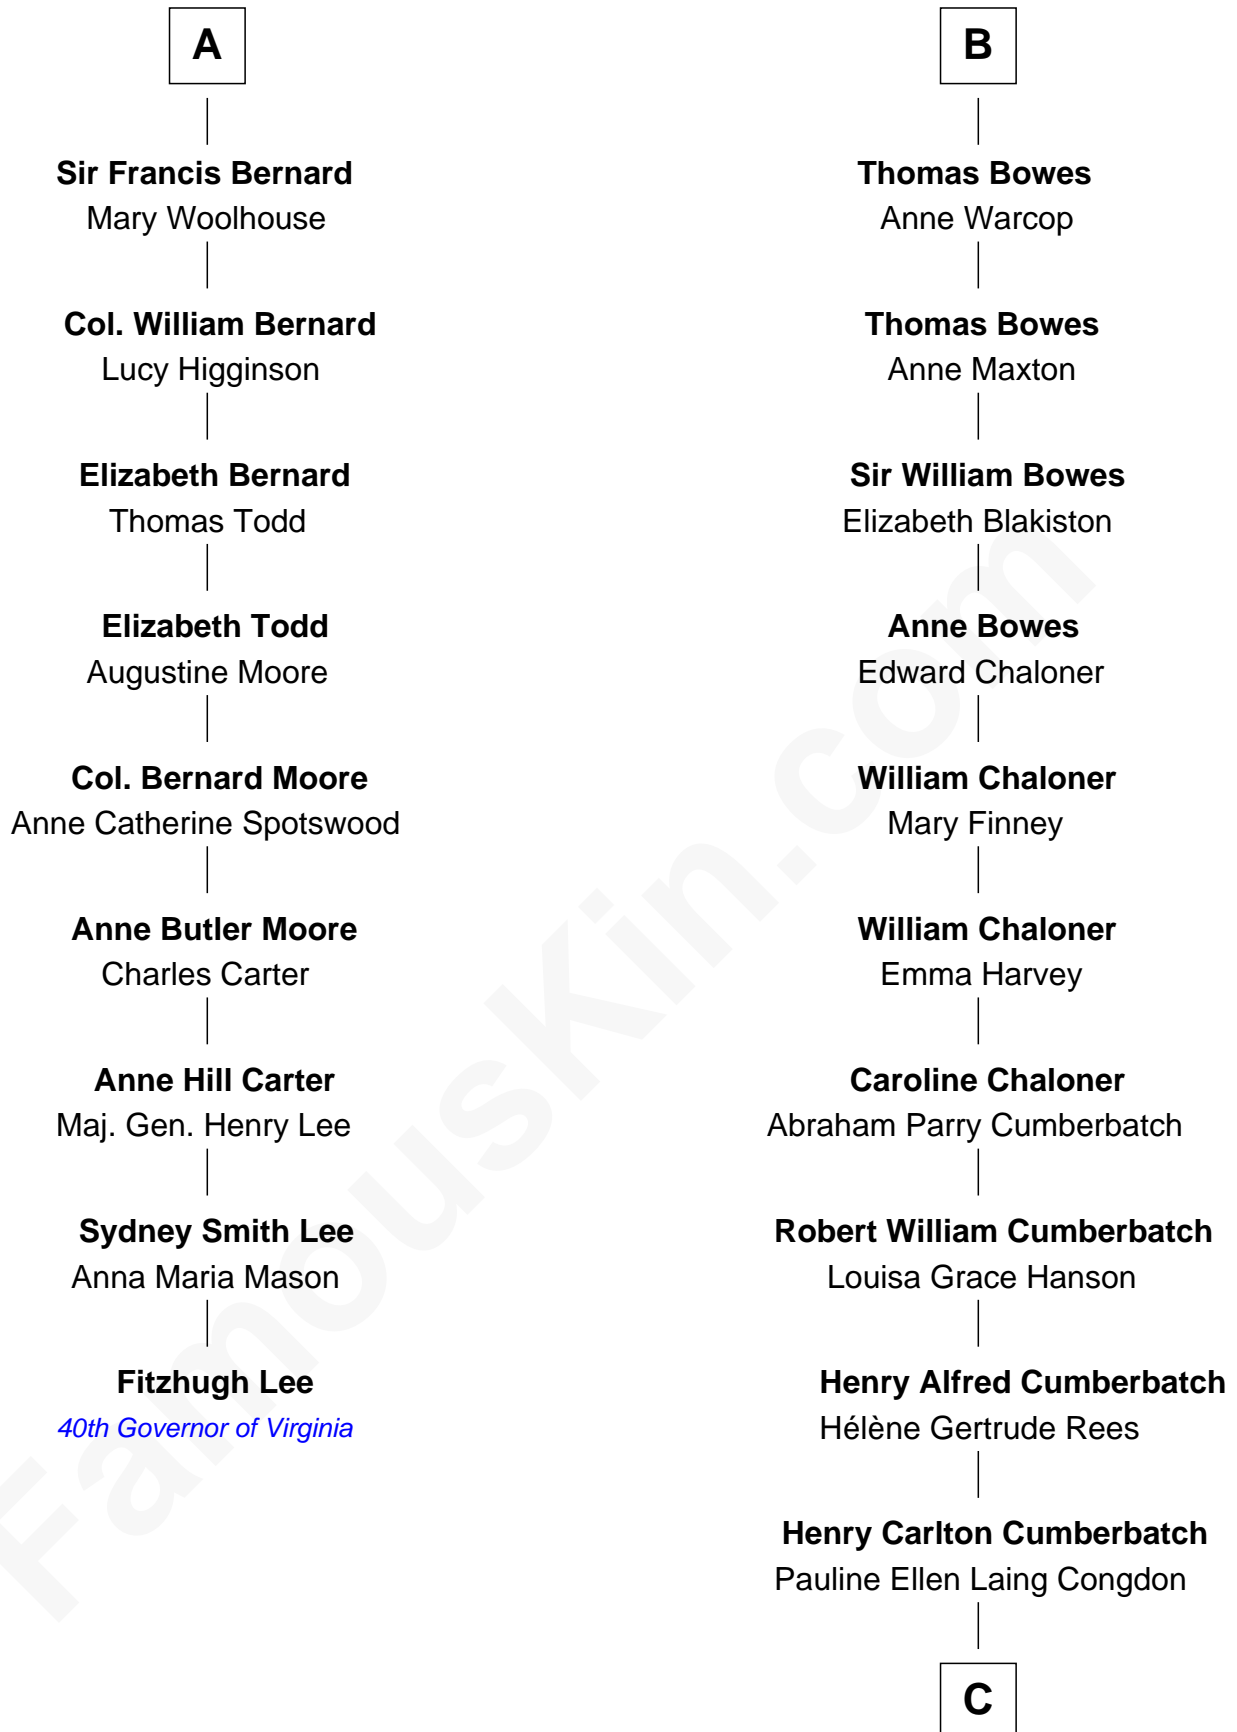 A
Sir Francis Bernard
Mary Woolhouse
Col. William Bernard
Lucy Higginson
Elizabeth Bernard
Thomas Todd
Elizabeth Todd
Augustine Moore
Col. Bernard Moore
Anne Catherine Spotswood
Anne Butler Moore
Charles Carter
Anne Hill Carter
Maj. Gen. Henry Lee
Sydney Smith Lee
Anna Maria Mason
Fitzhugh Lee
40th Governor of Virginia
B
Thomas Bowes
Anne Warcop
Thomas Bowes
Anne Maxton
Sir William Bowes
Elizabeth Blakiston
Anne Bowes
Edward Chaloner
William Chaloner
Mary Finney
William Chaloner
Emma Harvey
Caroline Chaloner
Abraham Parry Cumberbatch
Robert William Cumberbatch
Louisa Grace Hanson
Henry Alfred Cumberbatch
Hélène Gertrude Rees
Henry Carlton Cumberbatch
Pauline Ellen Laing Congdon
C
FamousKin.com